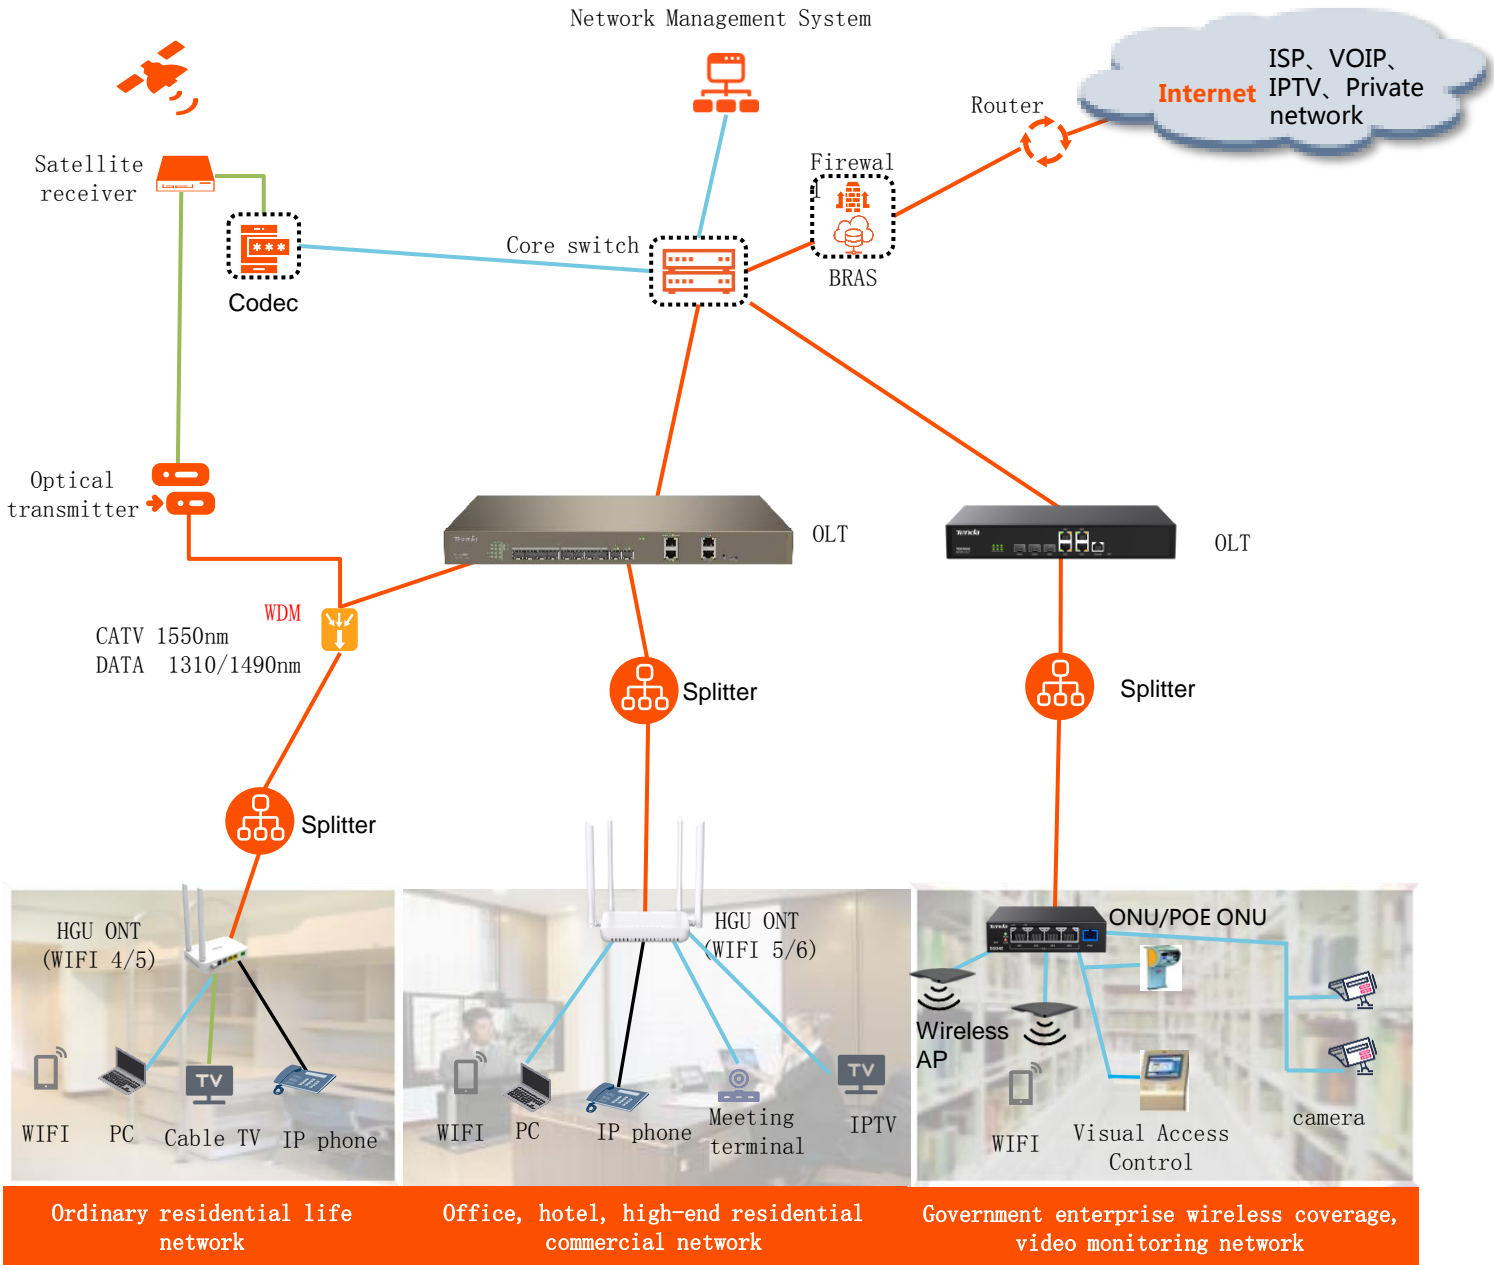 Network Management System
ISP、VOIP、
Internet
IPTV、Private
network
Router
Satellite
receiver
Firewal
l
Core switch
BRAS
***
Codec
Optical
transmitter
OLT
Tenda
OLT
WDM
CATV 1550nm
DATA 1310/1490nm
Splitter
Splitter
Splitter
HGU ONT
(WIFI 4/5)
HGU ONT
(WIFI 5/6)
ONU/POE ONU
Tenda
Wireless
AP
TV
TV
WIFI
PC
Cable TV
IP phone
WIFI
PC
IP phone
Meeting
terminal
IPTV
WIFI
Visual Access
Control
camera
Ordinary residential life
network
Office, hotel, high-end residential
commercial network
Government enterprise wireless coverage,
video monitoring network